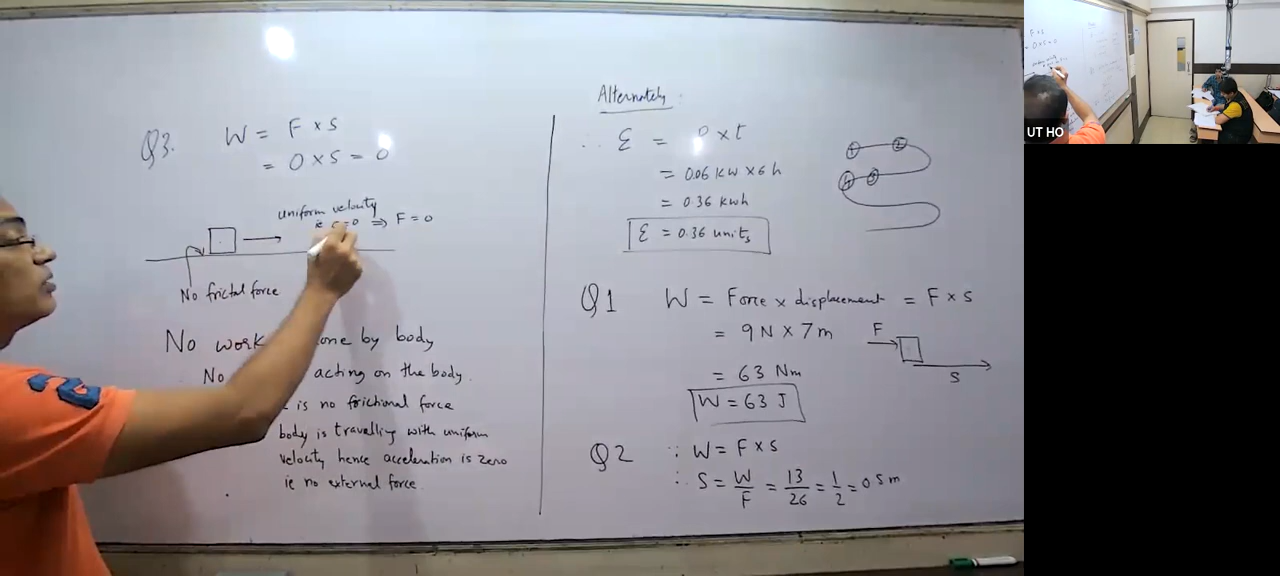 Q3. W = F × S
= 0 × S = 0
uniform velocity
ie =0 ⇒ F = 0
No frictal force
No work one by body
No acting on the body.
is no frictional force
body is travelling with uniform
velocity hence acceleration is zero
ie no external force.
Alternately.
∴ E = P × t
= 0.06 kW × 6 h
= 0.36 kwh
E = 0.36 units
Q1 W = Force × displacement = F × S
= 9 N × 7 m
= 63 Nm
W = 63 J
F
S
Q2 ∵ W = F × S
∴ S = W/F = 13/26 = 1/2 = 0.5 m
UT HO